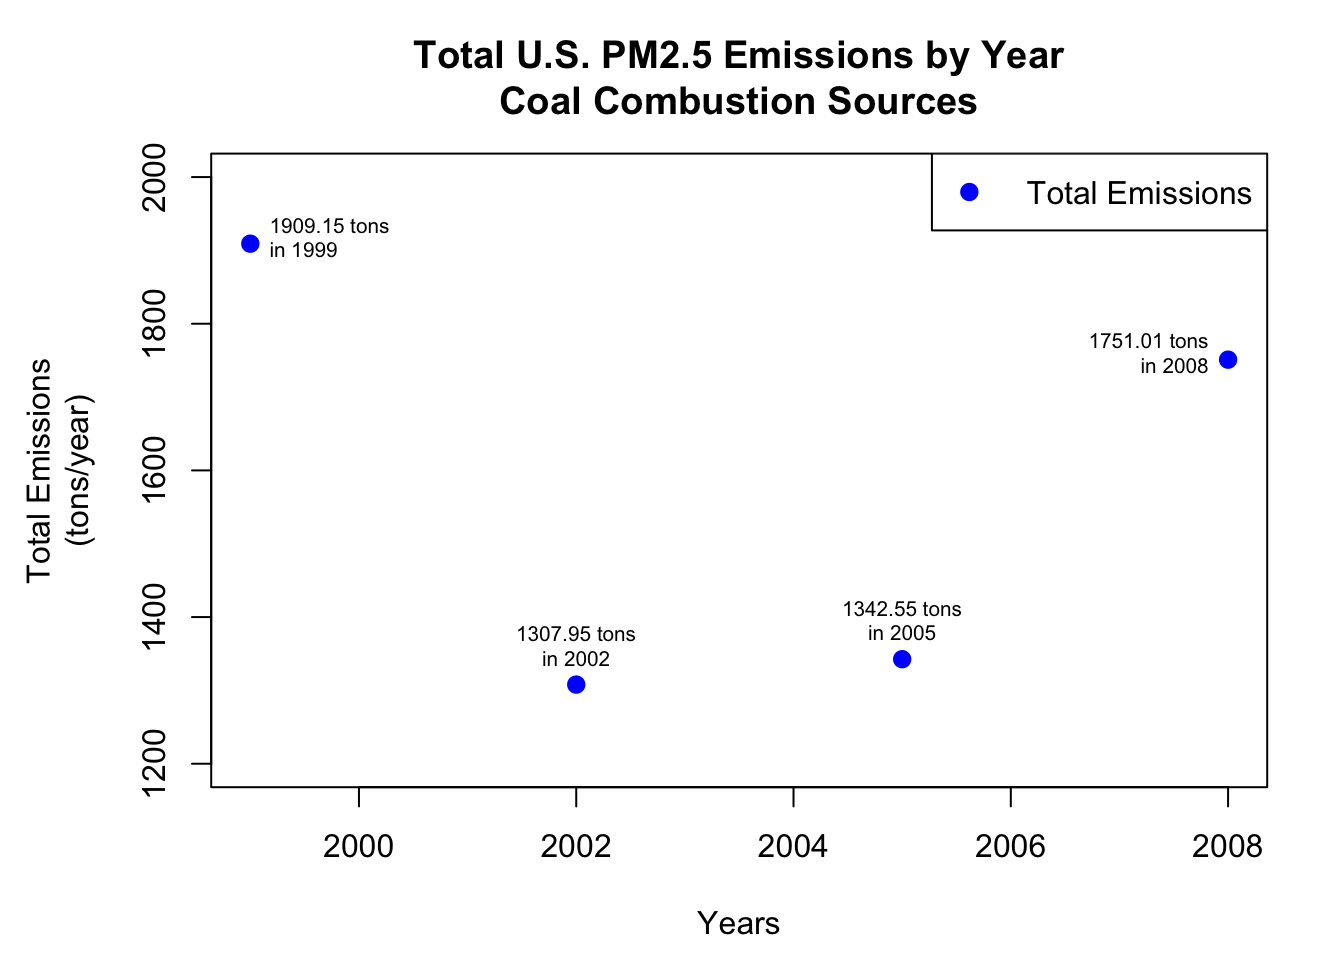 Total U.S. PM2.5 Emissions by Year
Coal Combustion Sources
Total Emissions
2000
1800
1600
1400
1200
Total Emissions
(tons/year)
1909.15 tons
in 1999
1751.01 tons
in 2008
1342.55 tons
in 2005
1307.95 tons
in 2002
2000
2002
2004
2006
2008
Years